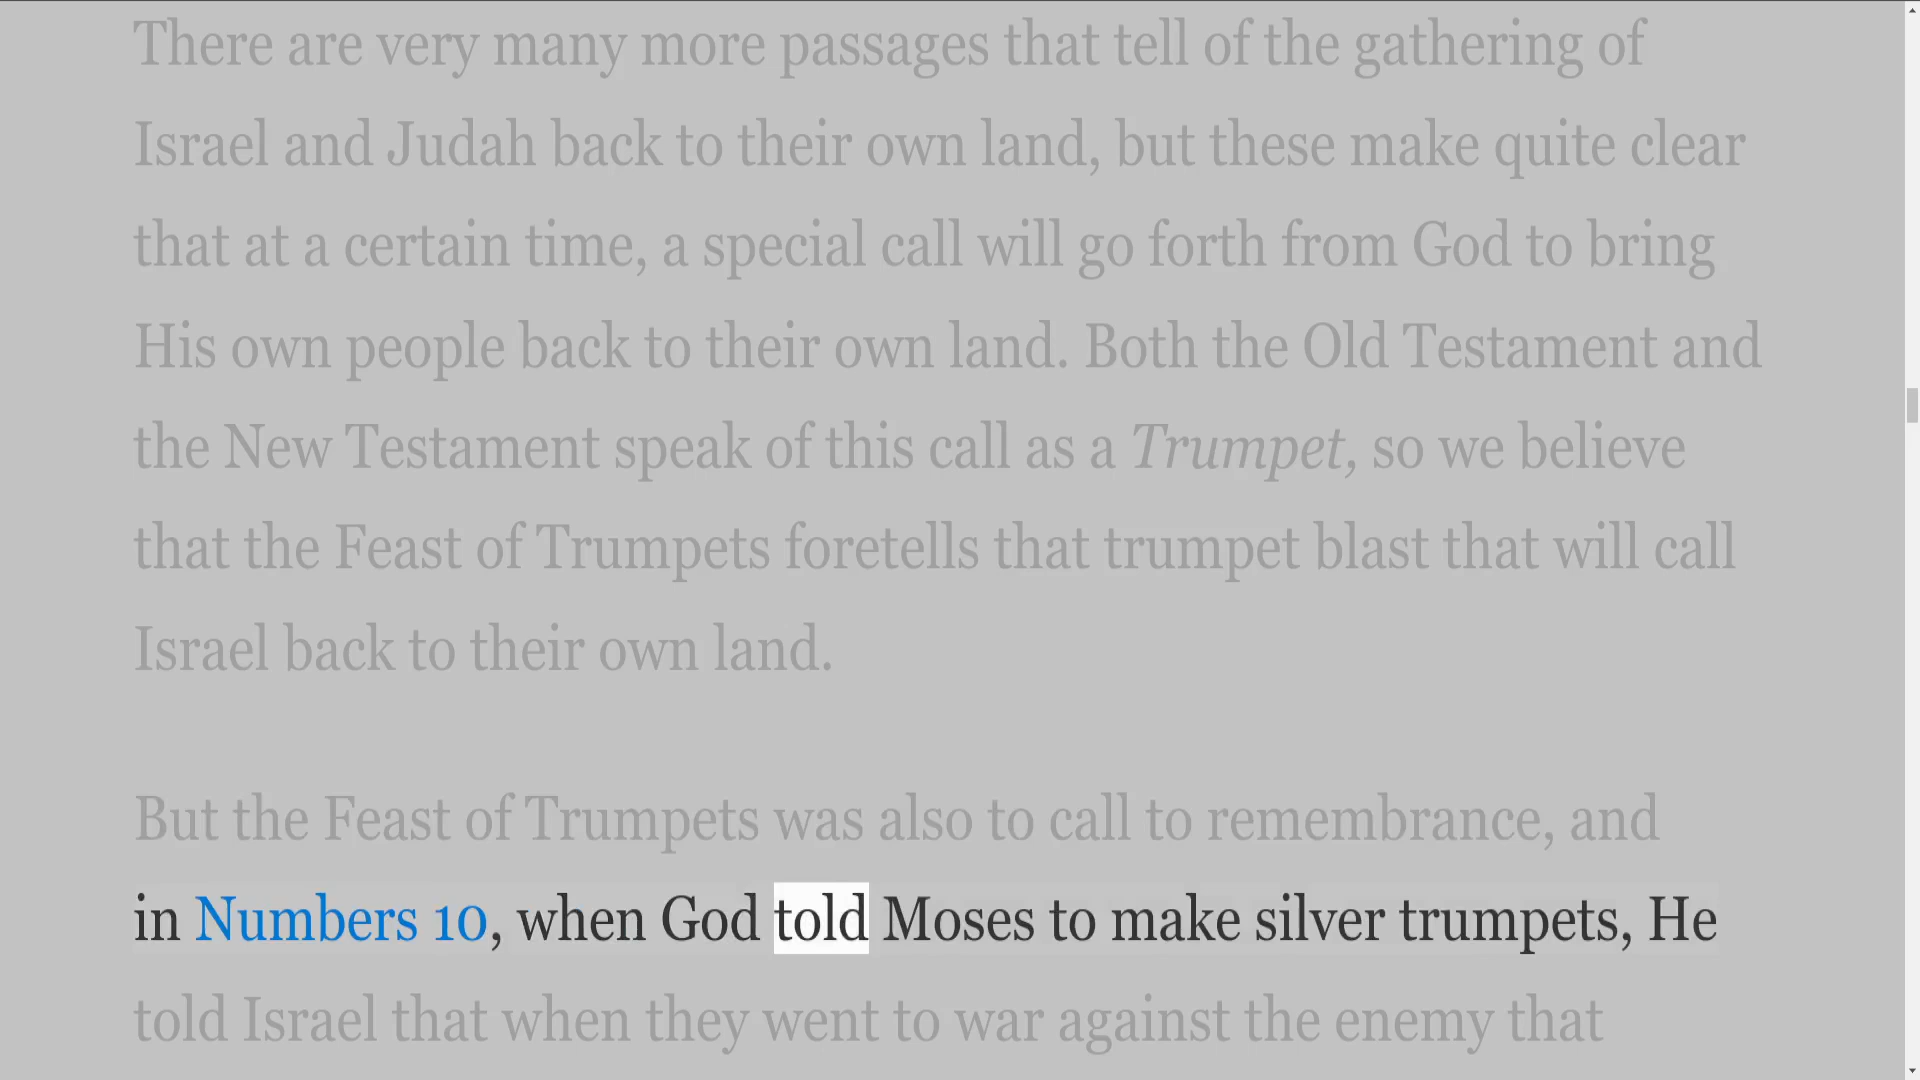 There are very many more passages that tell of the gathering of
Israel and Judah back to their own land, but these make quite clear
that at a certain time, a special call will go forth from God to bring
His own people back to their own land. Both the Old Testament and
the New Testament speak of this call as a Trumpet, so we believe
that the Feast of Trumpets foretells that trumpet blast that will call
Israel back to their own land.
But the Feast of Trumpets was also to call to remembrance, and
in Numbers 10, when God told Moses to make silver trumpets, He
told Israel that when they went to war against the enemy that